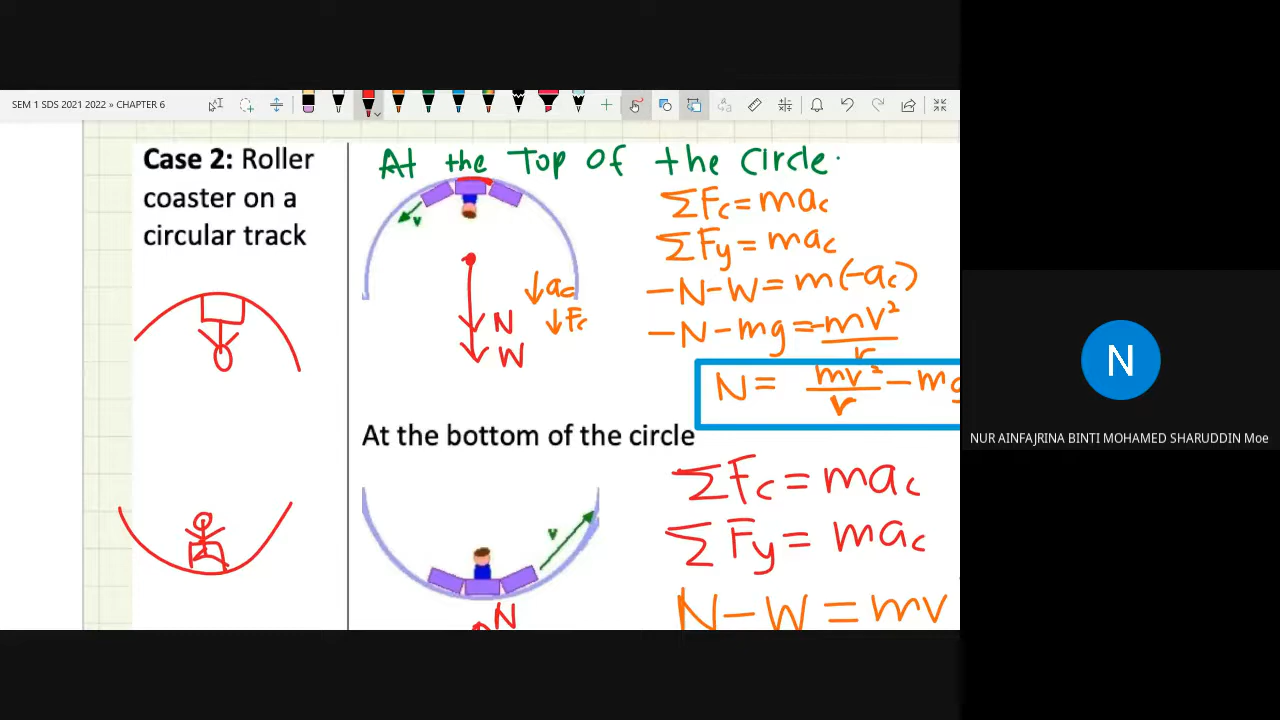 SEM 1 SDS 2021 2022 » CHAPTER 6
Case 2: Roller
coaster on a
circular track
At the Top Of the Circle.
v
ac
Fc
N
W
ΣFc = mac
ΣFy = mac
-N-W = m(-ac)
-N-mg = -mv²/r
N = mv²/r - mg
At the bottom of the circle
v
N
ΣFc = mac
ΣFy = mac
N-W = mv
N
NUR AINFAJRINA BINTI MOHAMED SHARUDDIN Moe